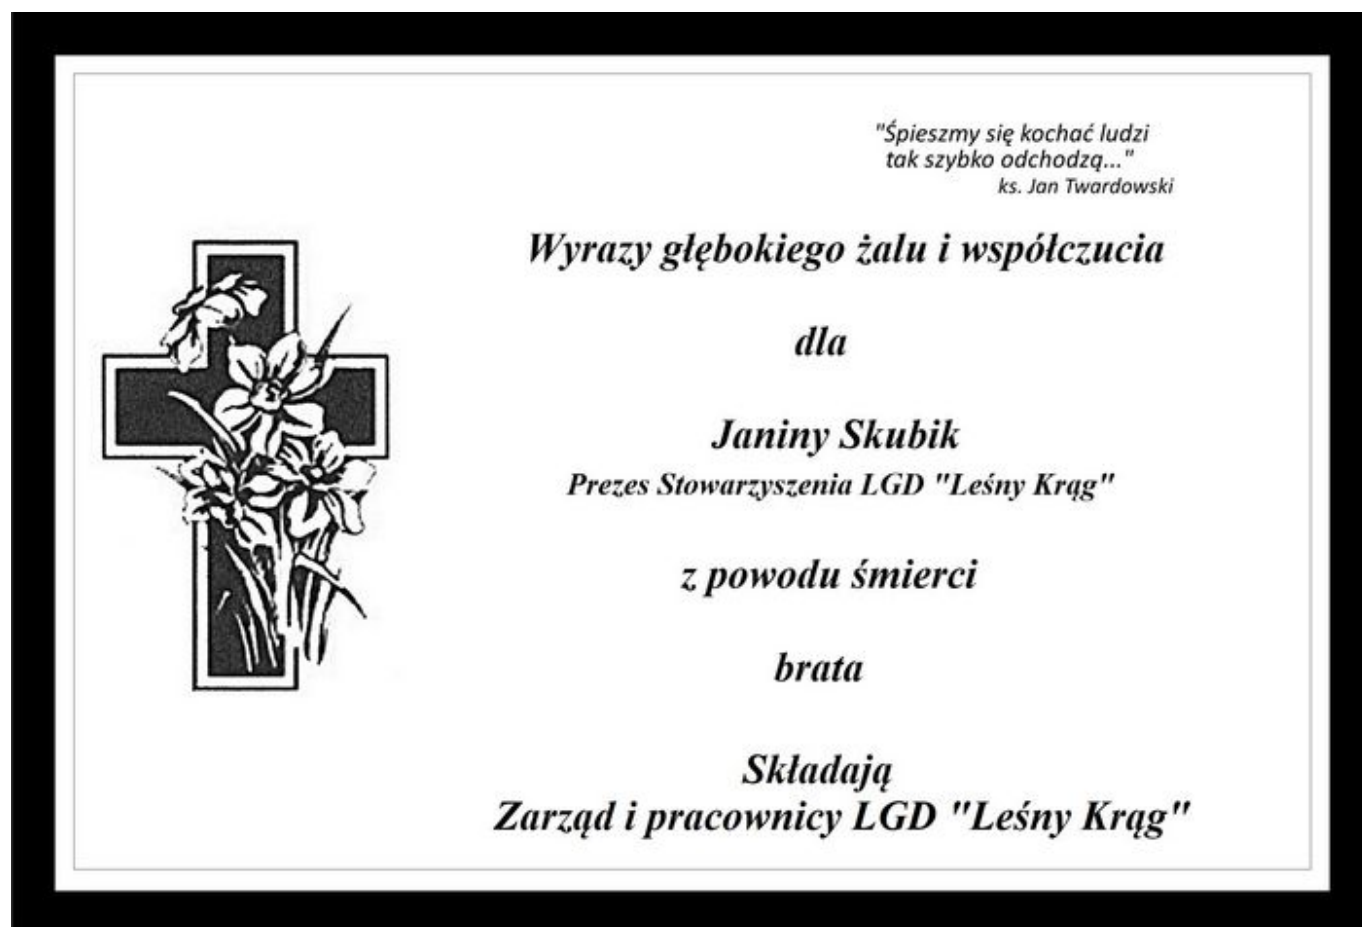 "Śpieszmy się kochać ludzi
tak szybko odchodzą..."
ks. Jan Twardowski
Wyrazy głębokiego żalu i współczucia
dla
Janiny Skubik
Prezes Stowarzyszenia LGD "Leśny Krąg"
z powodu śmierci
brata
Składają
Zarząd i pracownicy LGD "Leśny Krąg"